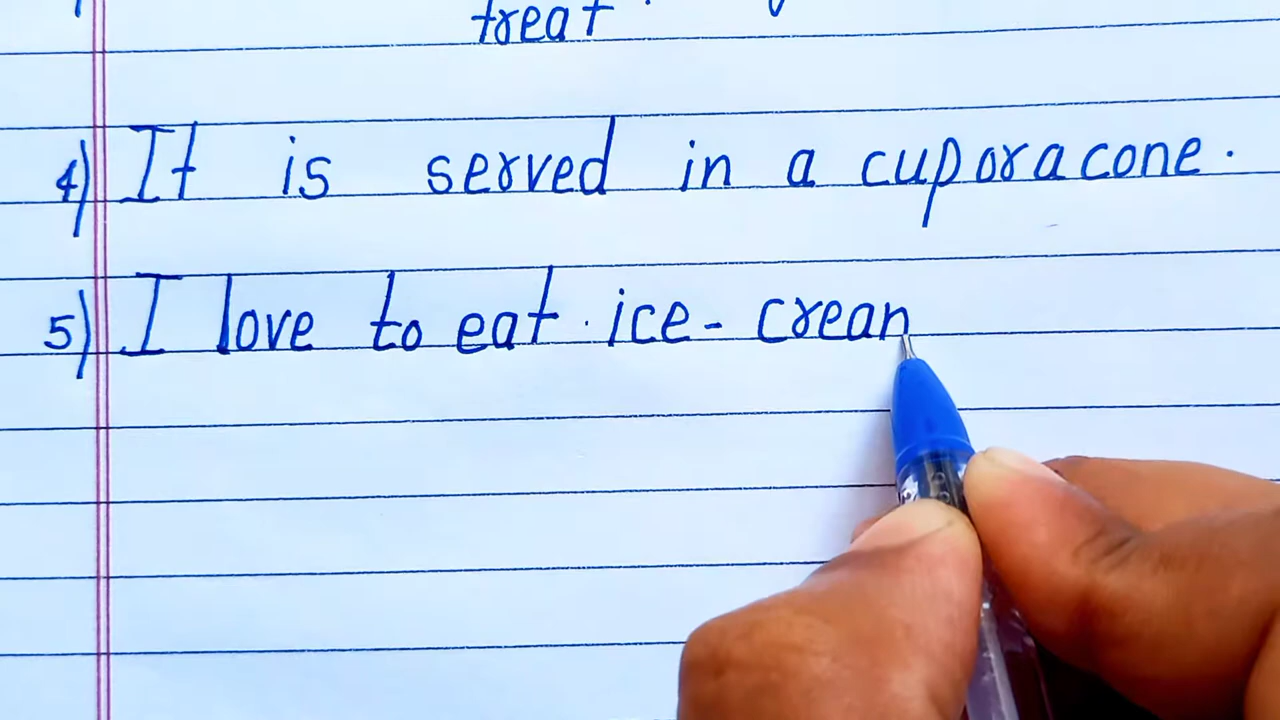 treat
4) It is served in a cuporacone.
5) I love to eat ice-crean